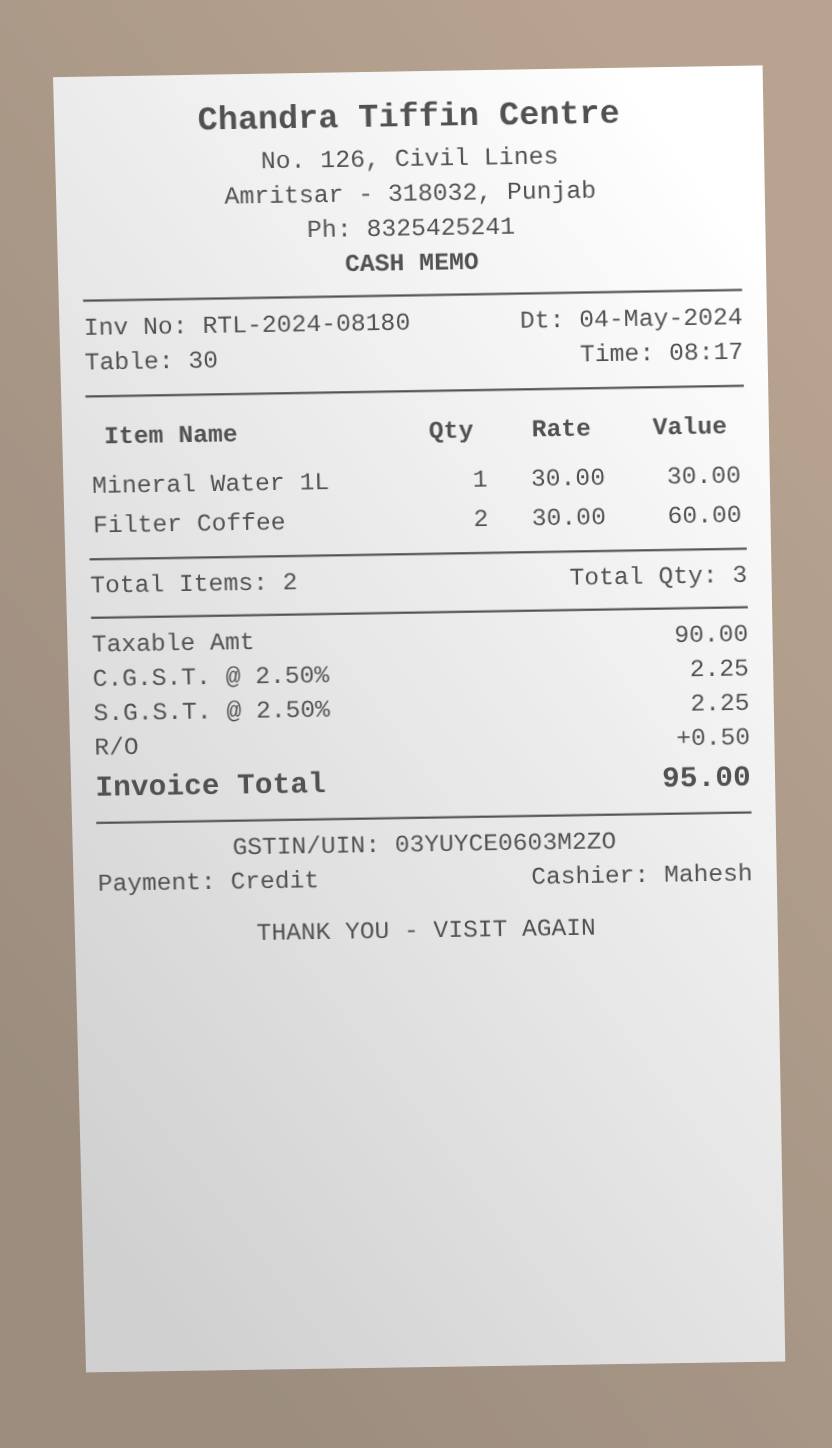 Chandra Tiffin Centre
No. 126, Civil Lines
Amritsar - 318032, Punjab
Ph: 8325425241
CASH MEMO
Inv No: RTL-2024-08180 Dt: 04-May-2024
Table: 30 Time: 08:17
Item Name Qty Rate Value
Mineral Water 1L 1 30.00 30.00
Filter Coffee 2 30.00 60.00
Total Items: 2 Total Qty: 3
Taxable Amt 90.00
C.G.S.T. @ 2.50% 2.25
S.G.S.T. @ 2.50% 2.25
R/O +0.50
Invoice Total 95.00
GSTIN/UIN: 03YUYCE0603M2ZO
Payment: Credit Cashier: Mahesh
THANK YOU - VISIT AGAIN